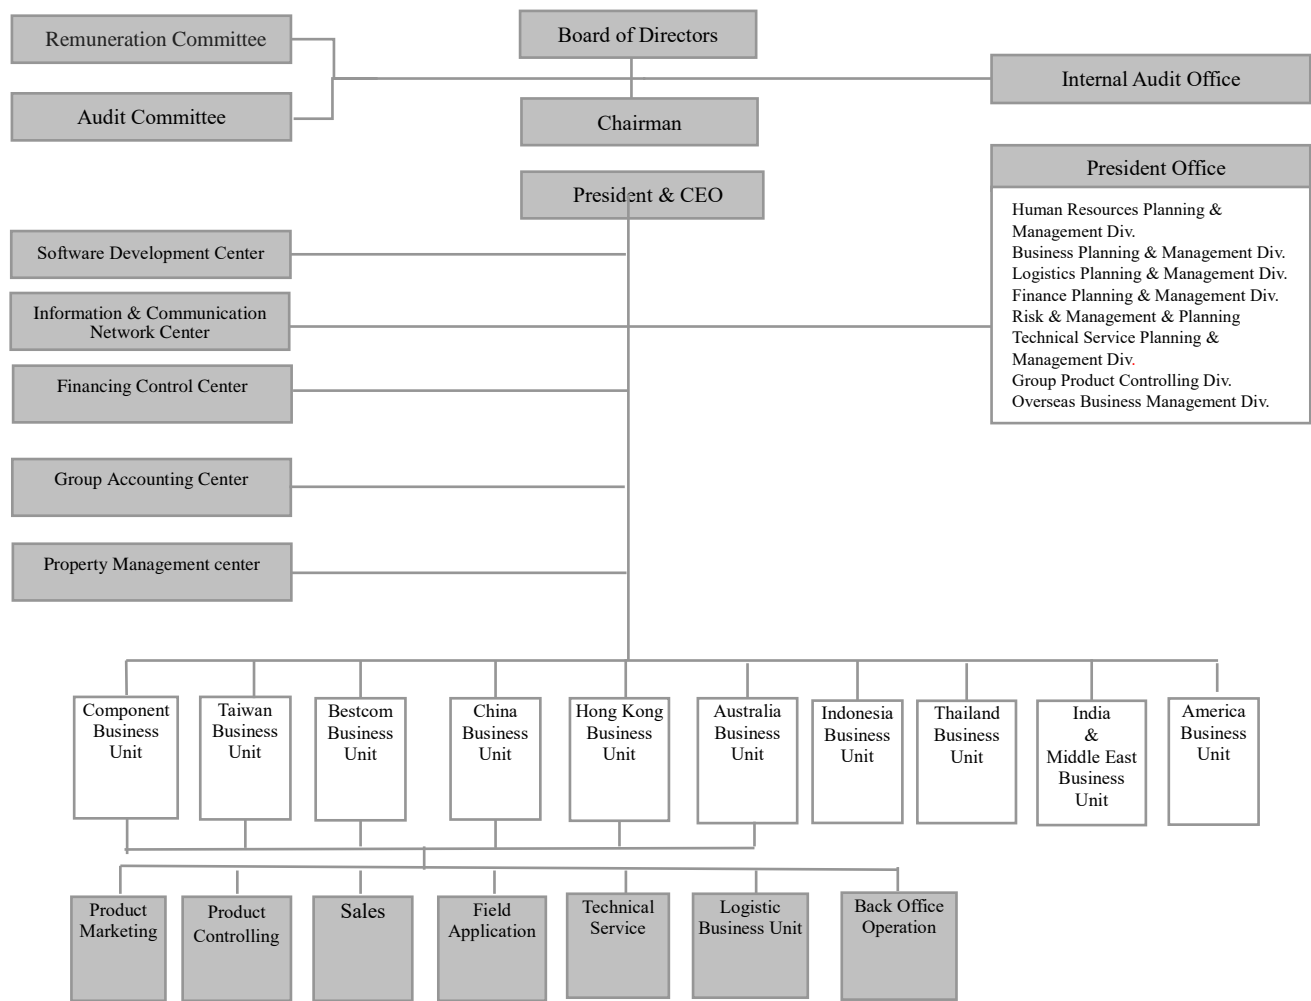 Remuneration Committee
Board of Directors
Internal Audit Office
Audit Committee
Chairman
President Office
President & CEO
Human Resources Planning &
Management Div.
Business Planning & Management Div.
Logistics Planning & Management Div.
Finance Planning & Management Div.
Risk & Management & Planning
Technical Service Planning &
Management Div.
Group Product Controlling Div.
Overseas Business Management Div.
Software Development Center
Information & Communication
Network Center
Financing Control Center
Group Accounting Center
Property Management center
Component
Business
Unit
Taiwan
Business
Unit
Bestcom
Business
Unit
China
Business
Unit
Hong Kong
Business
Unit
Australia
Business
Unit
Indonesia
Business
Unit
Thailand
Business
Unit
India
&
Middle East
Business
Unit
America
Business
Unit
Product
Marketing
Product
Controlling
Sales
Field
Application
Technical
Service
Logistic
Business Unit
Back Office
Operation